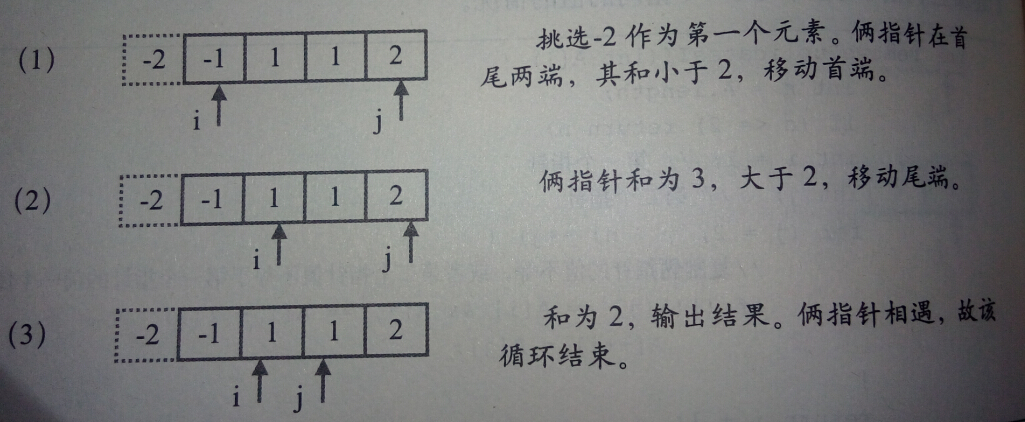 (1)
-2 -1 1 1 2
i j
挑选-2 作为第一个元素。俩指针在首
尾两端，其和小于 2，移动首端。
(2)
-2 -1 1 1 2
i j
俩指针和为 3，大于 2，移动尾端。
(3)
-2 -1 1 1 2
i j
和为 2，输出结果。俩指针相遇，故该
循环结束。